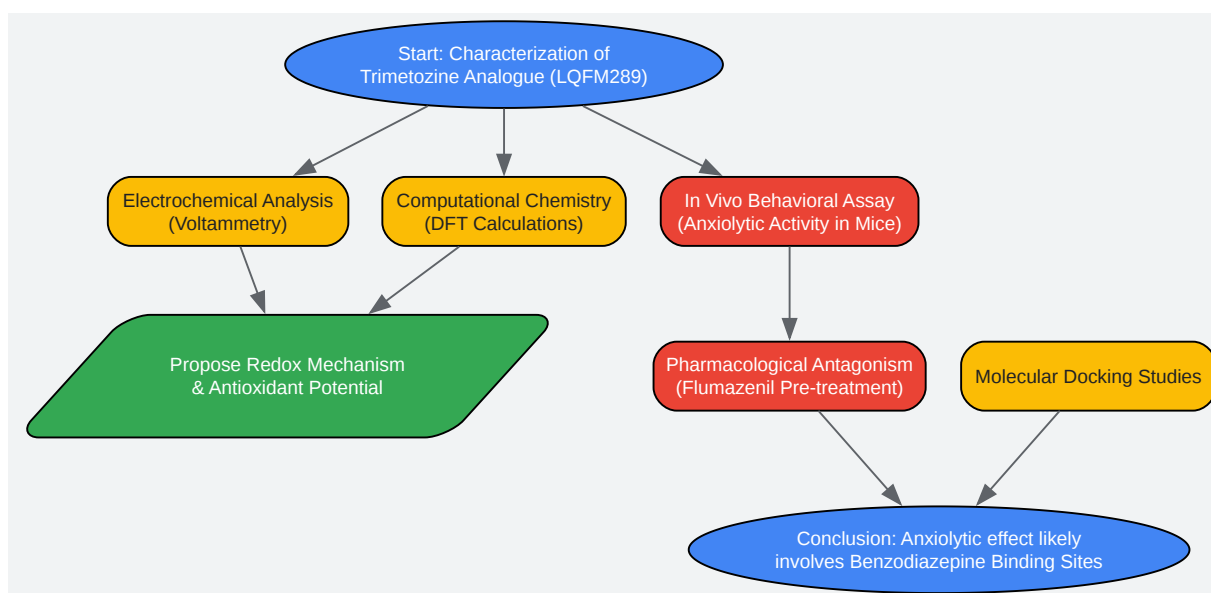 Start: Characterization of
Trimetozine Analogue (LQFM289)
Electrochemical Analysis
(Voltammetry)
Computational Chemistry
(DFT Calculations)
In Vivo Behavioral Assay
(Anxiolytic Activity in Mice)
Propose Redox Mechanism
& Antioxidant Potential
Pharmacological Antagonism
(Flumazenil Pre-treatment)
Molecular Docking Studies
Conclusion: Anxiolytic effect likely
involves Benzodiazepine Binding Sites